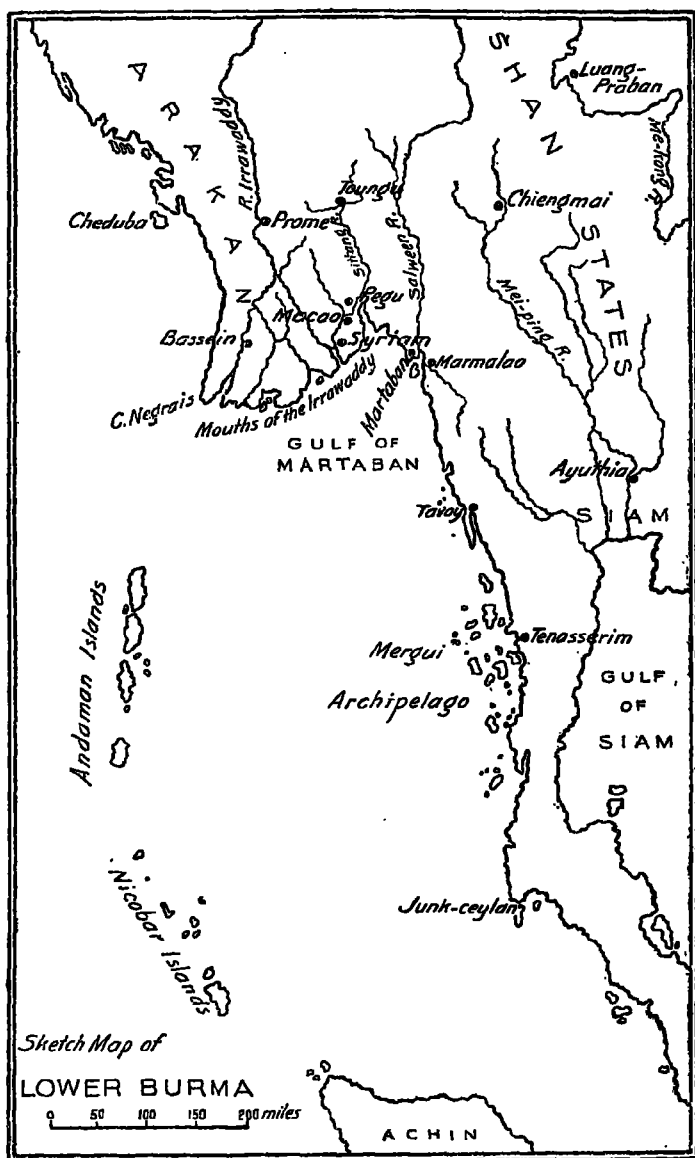 ARAKAN
SHAN
STATES
Luang-
Praban
Me-kong R.
R. Irrawaddy
Toungu
Chiengmai
Cheduba
Prome
Sittang R.
Salween R.
Pegu
Macao
Mei-ping R.
Bassein
Syriam
Martaban
Marmalao
C. Negrais
Mouths of the Irrawaddy
GULF OF
MARTABAN
Ayuthia
SIAM
Tavoy
Andaman Islands
Mergui
Archipelago
Tenasserim
GULF
OF
SIAM
Nicobar Islands
Junk-ceylan
Sketch Map of
LOWER BURMA
0 50 100 150 200 miles
ACHIN